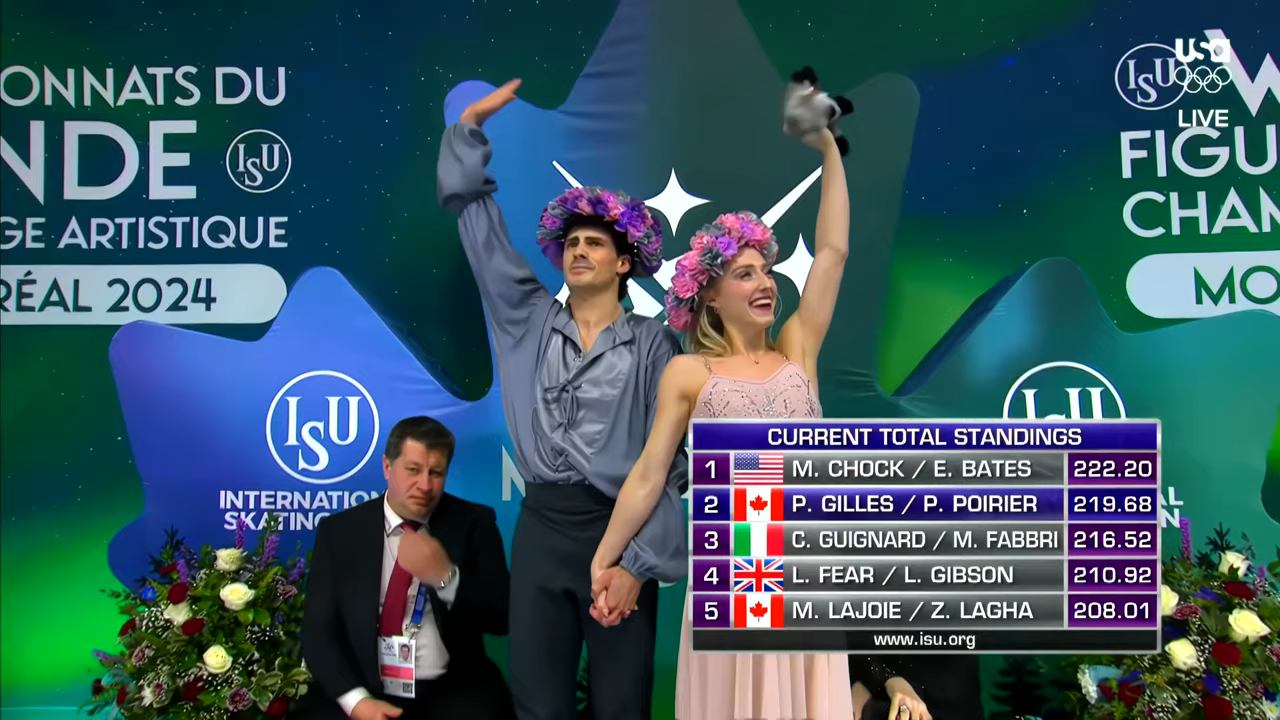 ONNATS DU
NDE
ISU
GE ARTISTIQUE
RÉAL 2024
ISU
INTERNATION
SKATING
usa
ISU
LIVE
W
FIGU
CHAM
MO
ISU
CURRENT TOTAL STANDINGS
1 M. CHOCK / E. BATES 222.20
2 P. GILLES / P. POIRIER 219.68
3 C. GUIGNARD / M. FABBRI 216.52
4 L. FEAR / L. GIBSON 210.92
5 M. LAJOIE / Z. LAGHA 208.01
www.isu.org